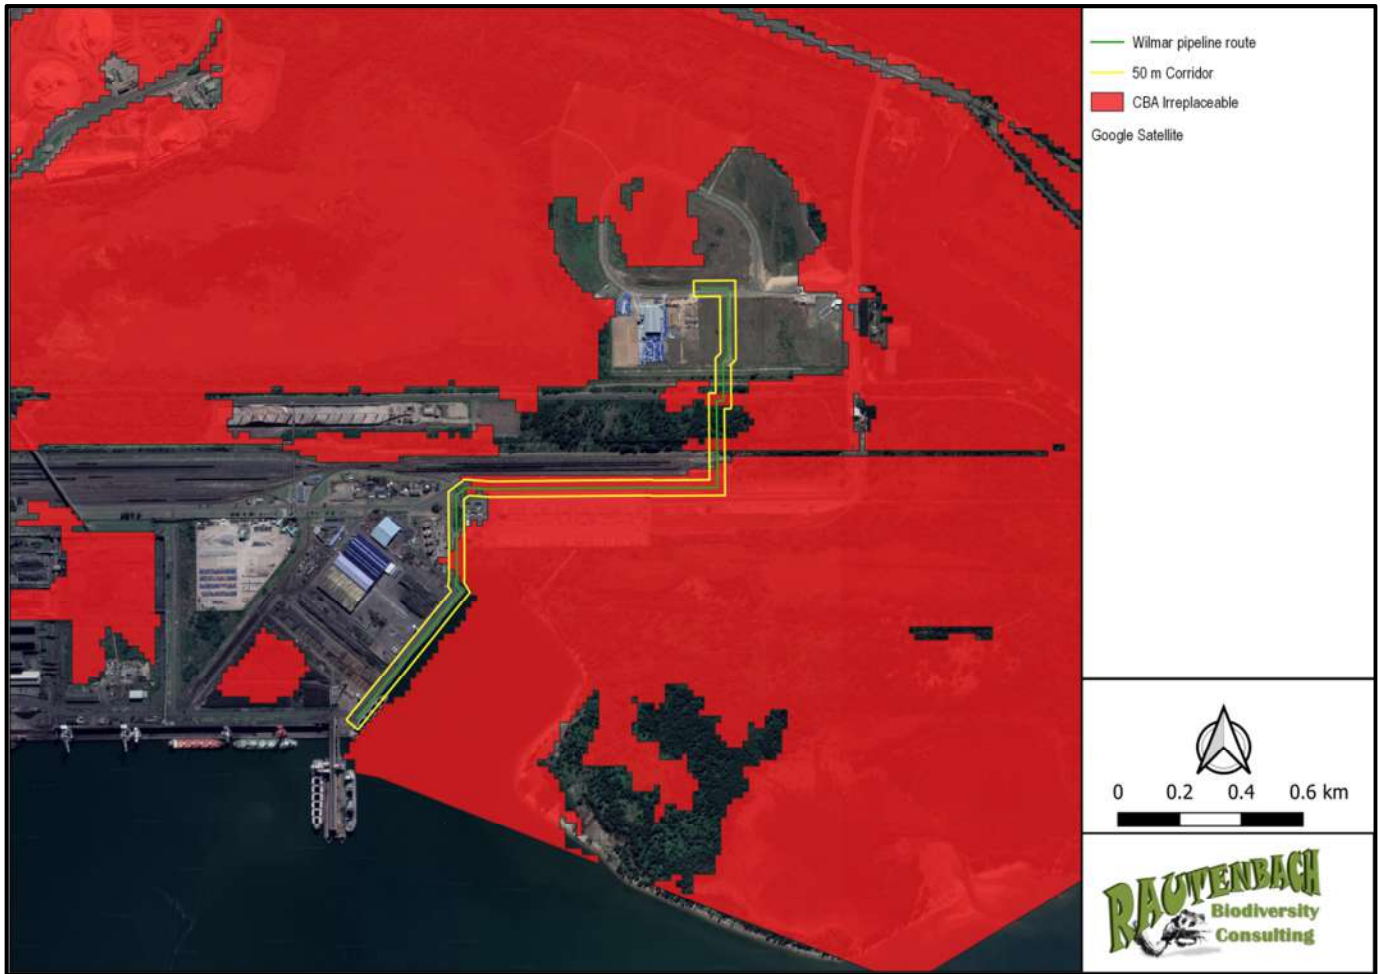 Wilmar pipeline route
50 m Corridor
CBA Irreplaceable
Google Satellite
0 0.2 0.4 0.6 km
RAUTENBACH
Biodiversity
Consulting